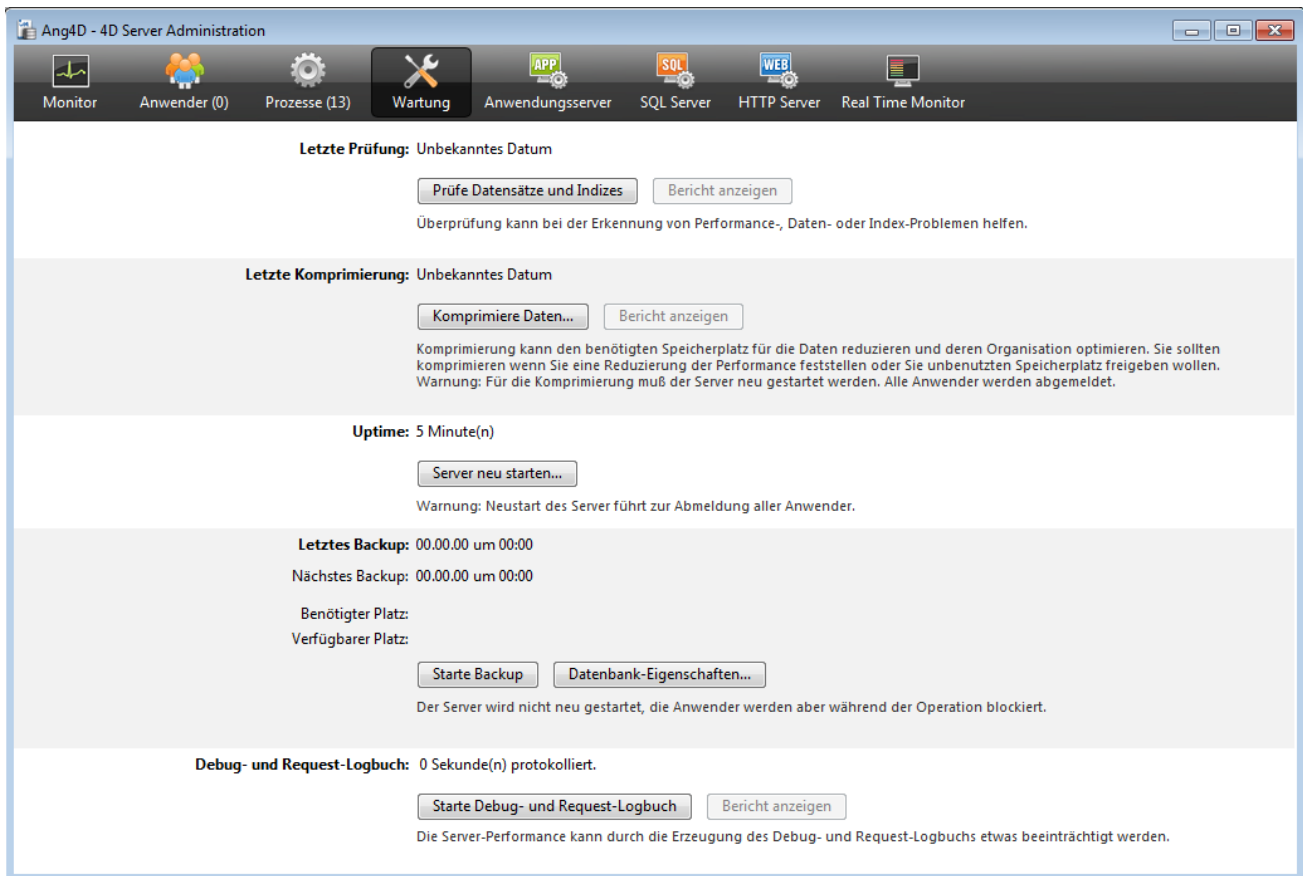 Ang4D - 4D Server Administration
Monitor Anwender (0) Prozesse (13) Wartung APP Anwendungsserver SQL SQL Server WEB HTTP Server Real Time Monitor
Letzte Prüfung: Unbekanntes Datum
Prüfe Datensätze und Indizes Bericht anzeigen
Überprüfung kann bei der Erkennung von Performance-, Daten- oder Index-Problemen helfen.
Letzte Komprimierung: Unbekanntes Datum
Komprimiere Daten... Bericht anzeigen
Komprimierung kann den benötigten Speicherplatz für die Daten reduzieren und deren Organisation optimieren. Sie sollten
komprimieren wenn Sie eine Reduzierung der Performance feststellen oder Sie unbenutzten Speicherplatz freigeben wollen.
Warnung: Für die Komprimierung muß der Server neu gestartet werden. Alle Anwender werden abgemeldet.
Uptime: 5 Minute(n)
Server neu starten...
Warnung: Neustart des Server führt zur Abmeldung aller Anwender.
Letztes Backup: 00.00.00 um 00:00
Nächstes Backup: 00.00.00 um 00:00
Benötigter Platz:
Verfügbarer Platz:
Starte Backup Datenbank-Eigenschaften...
Der Server wird nicht neu gestartet, die Anwender werden aber während der Operation blockiert.
Debug- und Request-Logbuch: 0 Sekunde(n) protokolliert.
Starte Debug- und Request-Logbuch Bericht anzeigen
Die Server-Performance kann durch die Erzeugung des Debug- und Request-Logbuchs etwas beeinträchtigt werden.